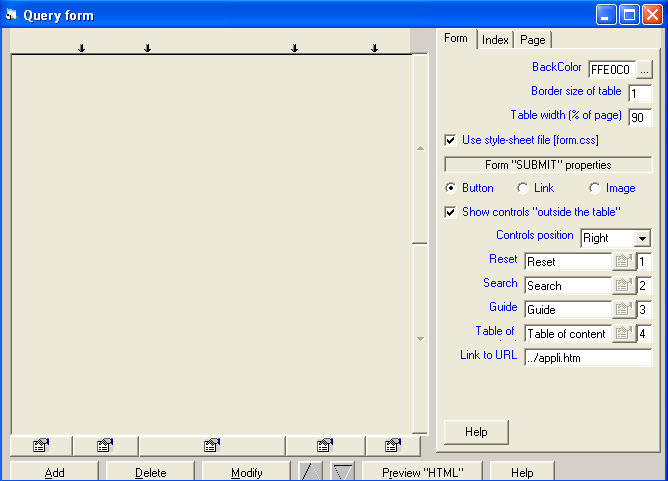 Query form
Form Index Page
BackColor FFE0C0 ...
Border size of table 1
Table width (% of page) 90
Use style-sheet file [form.css]
Form "SUBMIT" properties
Button Link Image
Show controls "outside the table"
Controls position Right
Reset Reset 1
Search Search 2
Guide Guide 3
Table of Table of content 4
Link to URL ../appli.htm
Help
Add Delete Modify Preview "HTML" Help